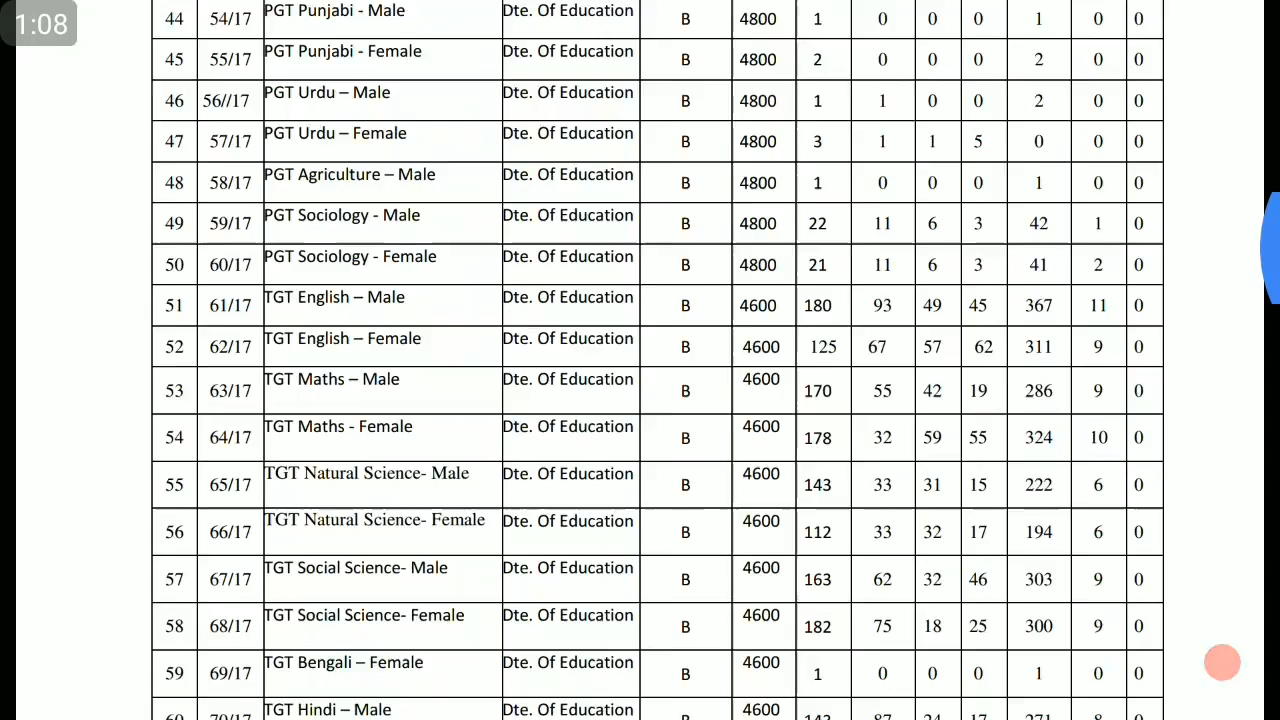 1:08
44 54/17 PGT Punjabi - Male Dte. Of Education B 4800 1 0 0 0 1 0 0
45 55/17 PGT Punjabi - Female Dte. Of Education B 4800 2 0 0 0 2 0 0
46 56//17 PGT Urdu – Male Dte. Of Education B 4800 1 1 0 0 2 0 0
47 57/17 PGT Urdu – Female Dte. Of Education B 4800 3 1 1 5 0 0 0
48 58/17 PGT Agriculture – Male Dte. Of Education B 4800 1 0 0 0 1 0 0
49 59/17 PGT Sociology - Male Dte. Of Education B 4800 22 11 6 3 42 1 0
50 60/17 PGT Sociology - Female Dte. Of Education B 4800 21 11 6 3 41 2 0
51 61/17 TGT English – Male Dte. Of Education B 4600 180 93 49 45 367 11 0
52 62/17 TGT English – Female Dte. Of Education B 4600 125 67 57 62 311 9 0
53 63/17 TGT Maths – Male Dte. Of Education B 4600 170 55 42 19 286 9 0
54 64/17 TGT Maths - Female Dte. Of Education B 4600 178 32 59 55 324 10 0
55 65/17 TGT Natural Science- Male Dte. Of Education B 4600 143 33 31 15 222 6 0
56 66/17 TGT Natural Science- Female Dte. Of Education B 4600 112 33 32 17 194 6 0
57 67/17 TGT Social Science- Male Dte. Of Education B 4600 163 62 32 46 303 9 0
58 68/17 TGT Social Science- Female Dte. Of Education B 4600 182 75 18 25 300 9 0
59 69/17 TGT Bengali – Female Dte. Of Education B 4600 1 0 0 0 1 0 0
TGT Hindi – Male Dte. Of Education 4600